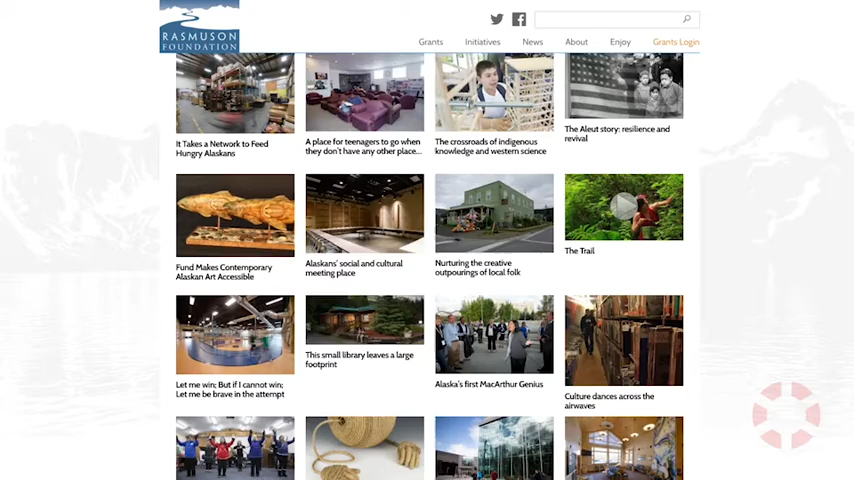 RASMUSON
FOUNDATION
Grants
Initiatives
News
About
Enjoy
Grants Login
It Takes a Network to Feed
Hungry Alaskans
A place for teenagers to go when
they don't have any other place...
The crossroads of indigenous
knowledge and western science
The Aleut story: resilience and
revival
Fund Makes Contemporary
Alaskan Art Accessible
Alaskans' social and cultural
meeting place
Nurturing the creative
outpourings of local folk
The Trail
Let me win; But if I cannot win;
Let me be brave in the attempt
This small library leaves a large
footprint
Alaska's first MacArthur Genius
Culture dances across the
airwaves